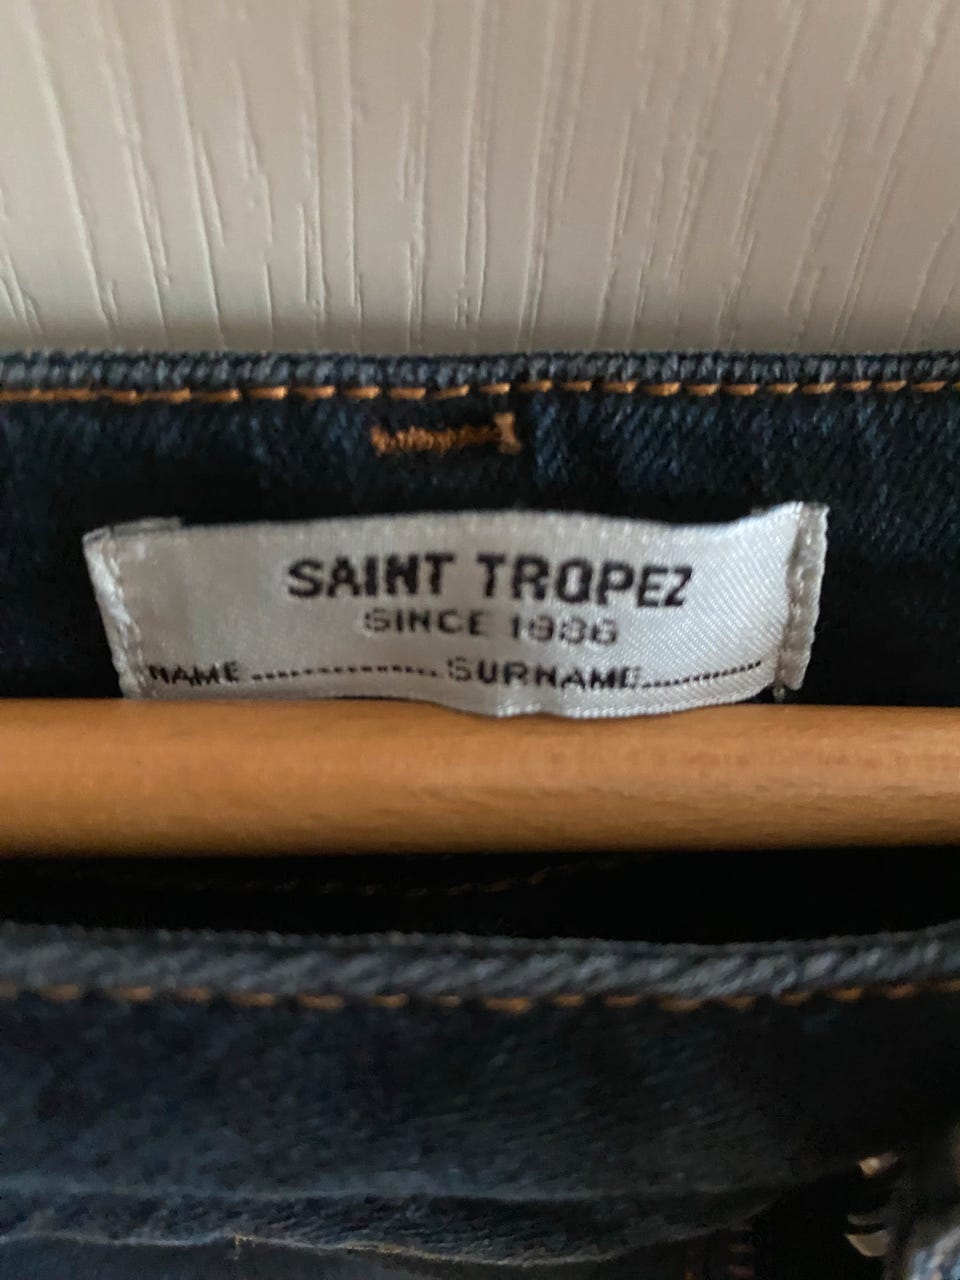 SAINT TROPEZ
SINCE 1986
NAME .................. SURNAME..............